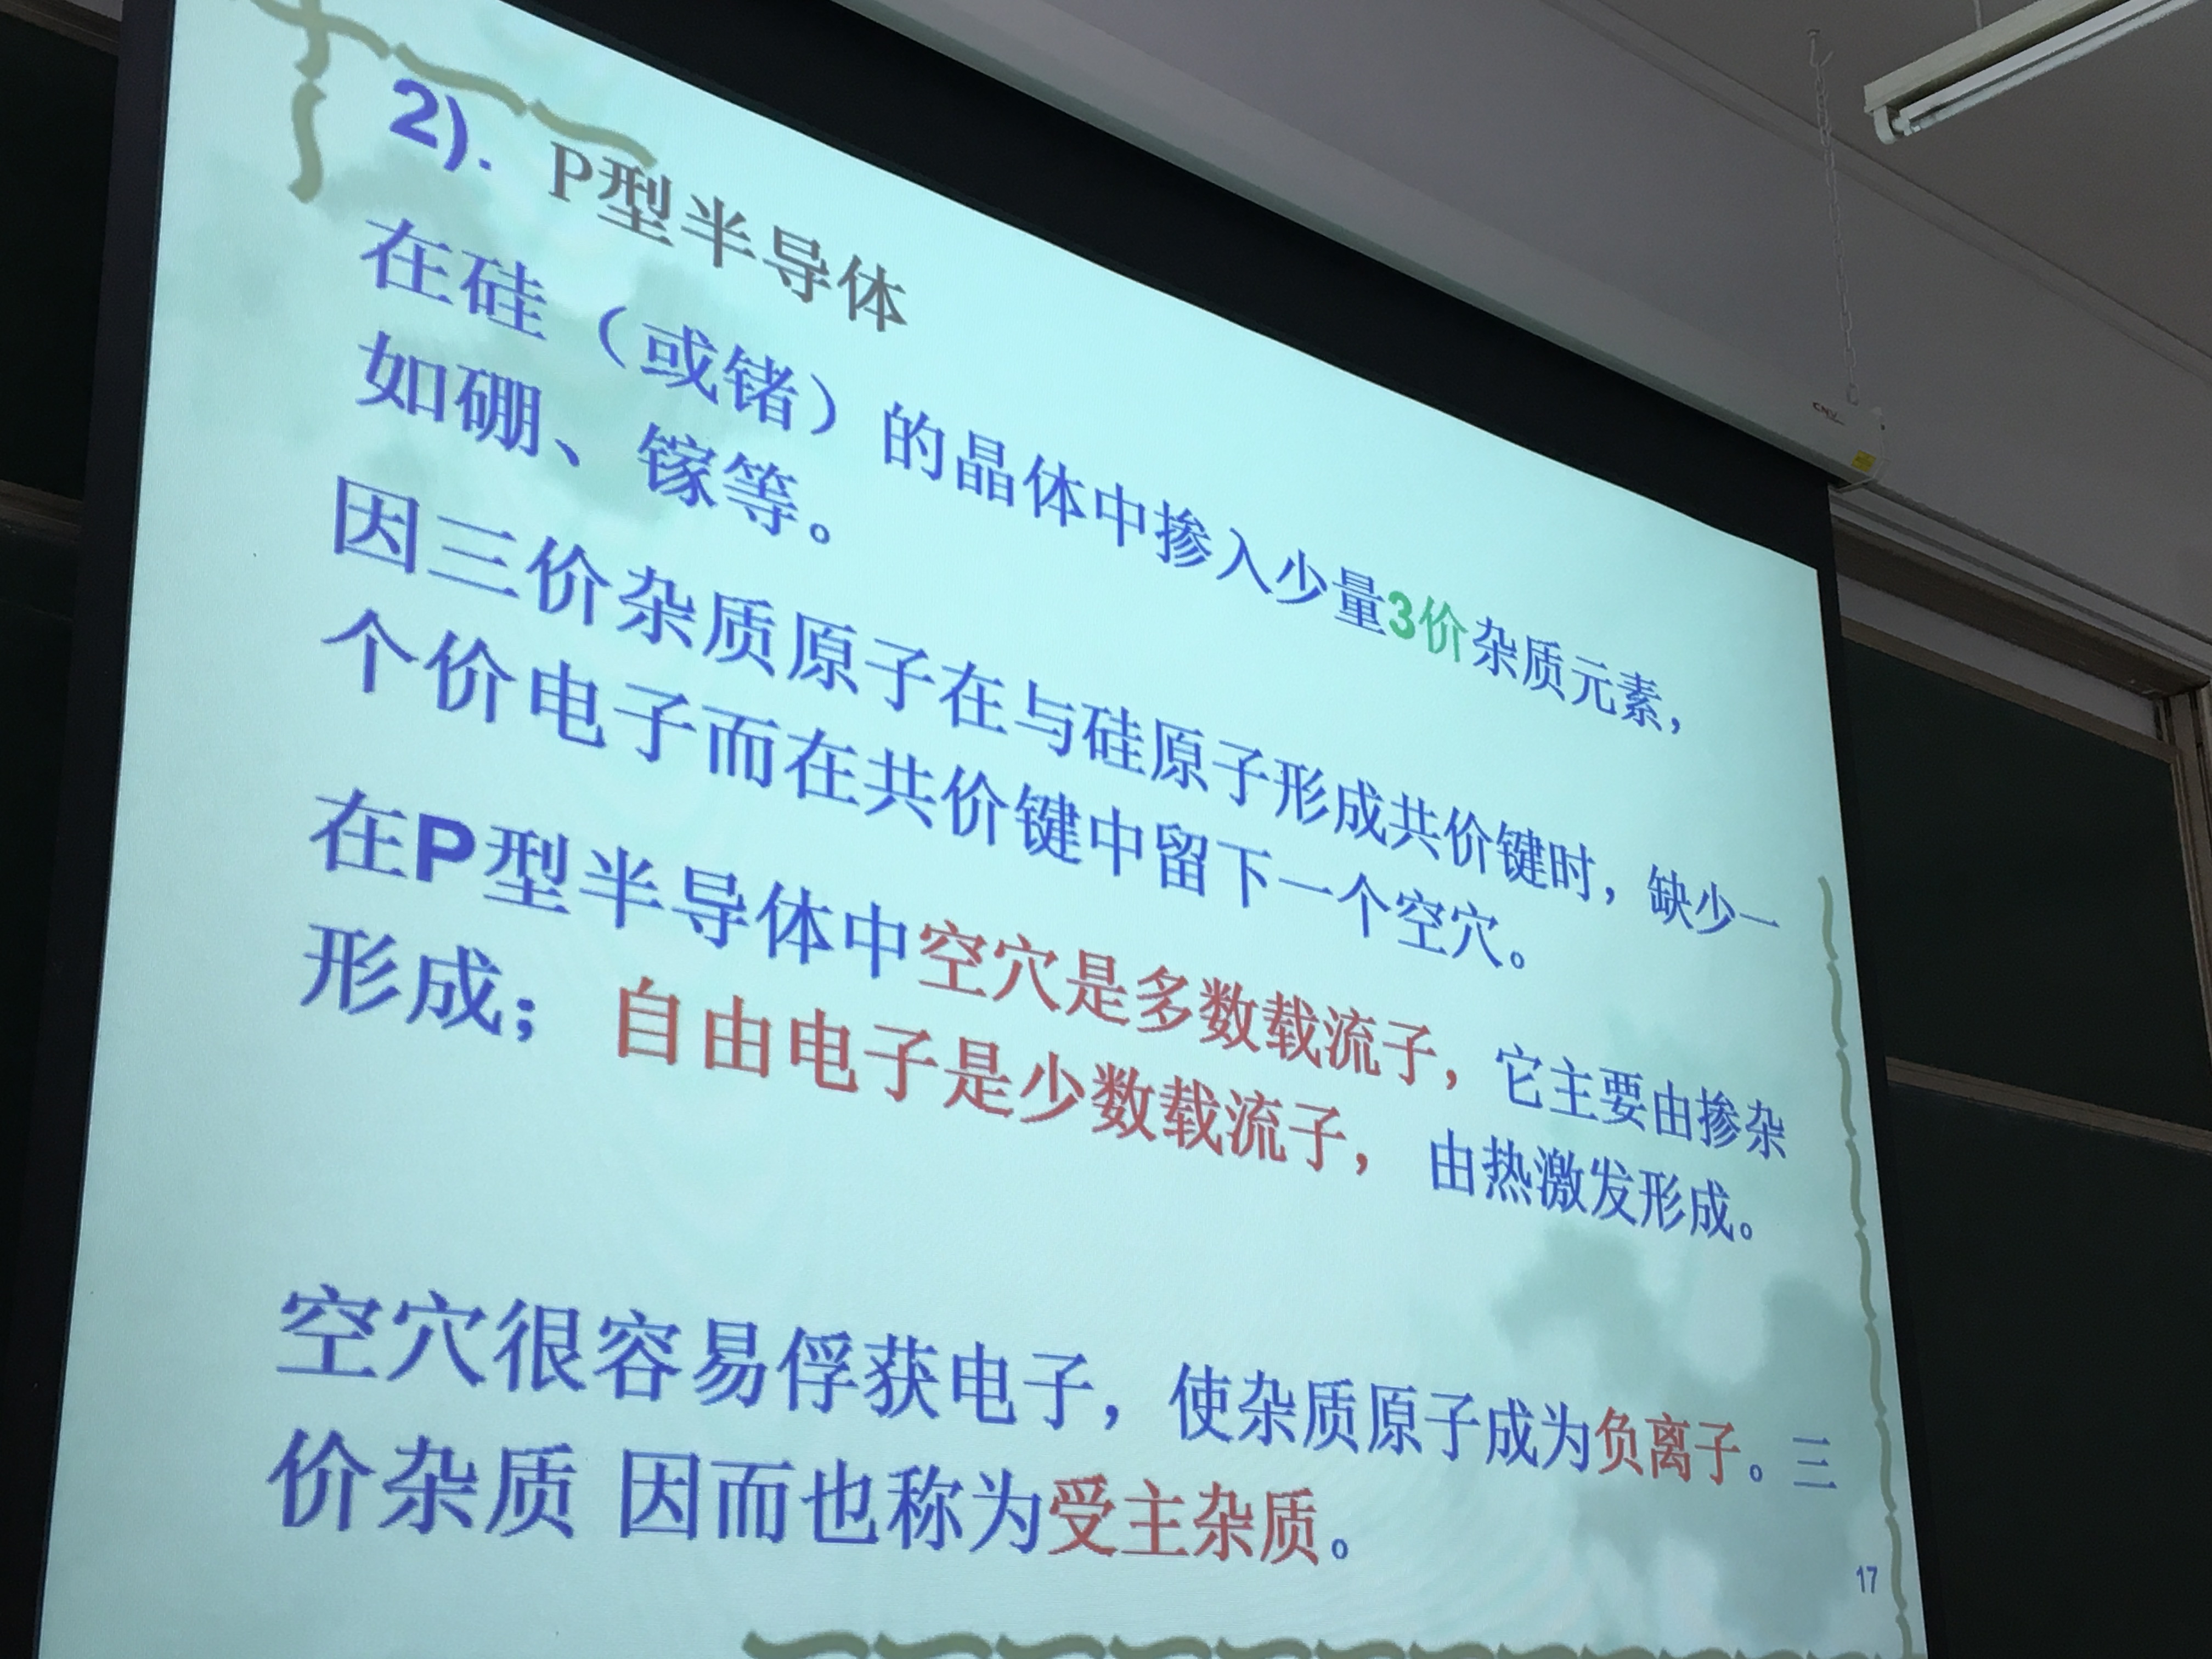 2). P型半导体
在硅（或锗）的晶体中掺入少量3价杂质元素，
如硼、镓等。
因三价杂质原子在与硅原子形成共价键时，缺少一
个价电子而在共价键中留下一个空穴。
在P型半导体中空穴是多数载流子，它主要由掺杂
形成；自由电子是少数载流子，由热激发形成。
空穴很容易俘获电子，使杂质原子成为负离子。三
价杂质 因而也称为受主杂质。
17